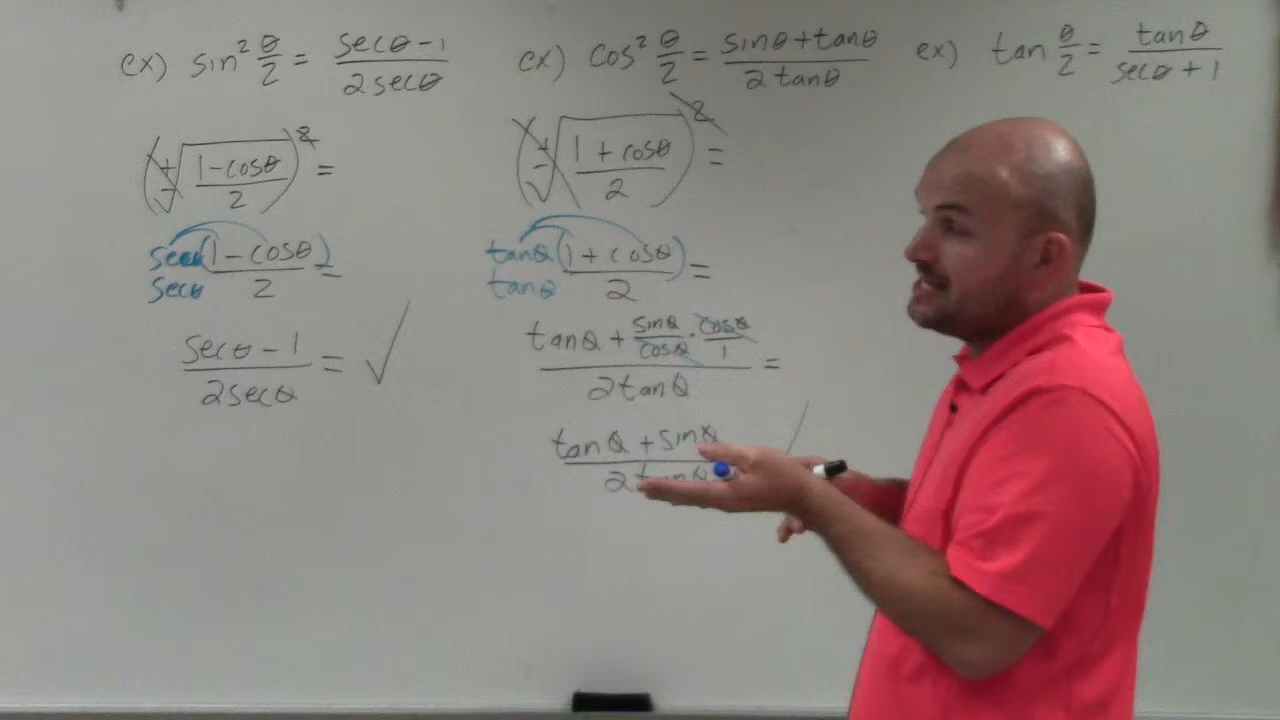 ex) sin² θ/2 = (secθ - 1)/(2secθ)
(±√((1-cosθ)/2))² =
secθ(1-cosθ)/(secθ 2) =
(secθ - 1)/(2secθ) = ✓
ex) cos² θ/2 = (sinθ + tanθ)/(2tanθ)
(±√((1+cosθ)/2))² =
tanθ(1+cosθ)/(tanθ 2) =
(tanθ + sinθ/cosθ · cosθ/1)/(2tanθ) =
(tanθ + sinθ)/(2tanθ) ✓
ex) tan θ/2 = tanθ/(secθ + 1)